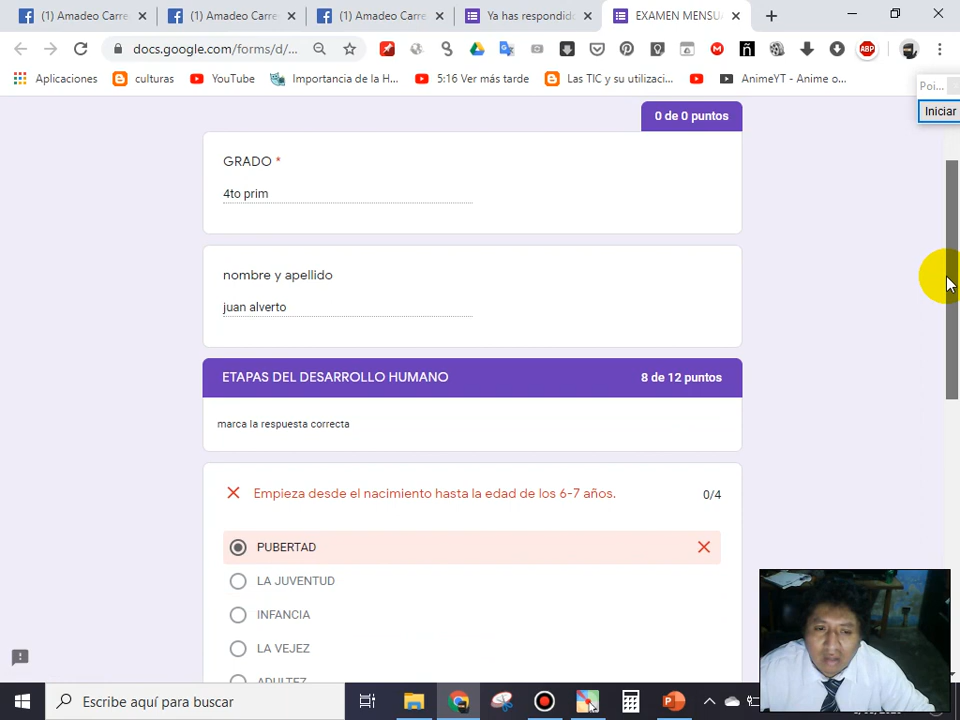 (1) Amadeo Carre
(1) Amadeo Carre
(1) Amadeo Carre
Ya has respondid
EXAMEN MENSU
docs.google.com/forms/d/...
Aplicaciones
culturas
YouTube
Importancia de la H...
5:16 Ver más tarde
Las TIC y su utilizaci...
AnimeYT - Anime o...
Poi...
Iniciar
0 de 0 puntos
GRADO *
4to prim
nombre y apellido
juan alverto
ETAPAS DEL DESARROLLO HUMANO
8 de 12 puntos
marca la respuesta correcta
Empieza desde el nacimiento hasta la edad de los 6-7 años.
0/4
PUBERTAD
LA JUVENTUD
INFANCIA
LA VEJEZ
ADULTEZ
Escribe aquí para buscar